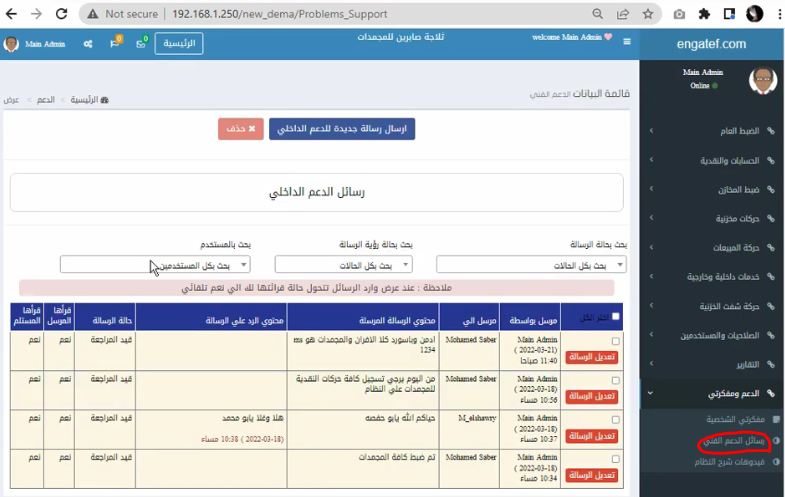 Not secure | 192.168.1.250/new_dema/Problems_Support
engatef.com
welcome Main Admin
ثلاجة صابرين للمجمدات
الرئيسية
0
0
Main Admin
Main Admin
Online
الضبط العام
الحسابات والنقدية
ضبط المخازن
حركات مخزنية
حركة المبيعات
خدمات داخلية وخارجية
حركة شفت الخزنية
الصلاحيات والمستخدمين
التقارير
الدعم ومفكرتي
مفكرتي الشخصية
رسائل الدعم الفني
فيدوهات شرح النظام
قائمة البيانات الدعم الفني
الرئيسية > الدعم > عرض
ارسال رسالة جديدة للدعم الداخلي
حذف
رسائل الدعم الداخلي
بحث بحالة الرسالة
بحث بحالة رؤية الرسالة
بحث بالمستخدم
بحث بكل الحالات
بحث بكل الحالات
بحث بكل المستخدمين
ملاحظة : عند عرض وارد الرسائل تتحول حالة قرائتها لك الي نعم تلقائي
اختر الكل
مرسل بواسطة
مرسل الي
محتوي الرسالة المرسلة
محتوي الرد علي الرسالة
حالة الرسالة
قرأها المرسل
قرأها المستلم
تعديل الرسالة
Main Admin
(2022-03-21)
11:40 صباحا
Mohamed Saber
ادمن وباسورد كلا الافران والمجمدات هو ms
1234
قيد المراجعة
نعم
نعم
تعديل الرسالة
Main Admin
(2022-03-18)
10:56 مساء
Mohamed Saber
من اليوم يرجي تسجيل كافة حركات النقدية
للمجمدات علي النظام
قيد المراجعة
نعم
نعم
تعديل الرسالة
Main Admin
(2022-03-18)
10:37 مساء
M_elshawry
حياكم الله يابو حفصه
هلا وغلا يابو محمد
(2022-03-18) 10:38 مساء
قيد المراجعة
نعم
نعم
تعديل الرسالة
Main Admin
(2022-03-18)
10:34 مساء
Mohamed Saber
تم ضبط كافة المجمدات
قيد المراجعة
نعم
نعم